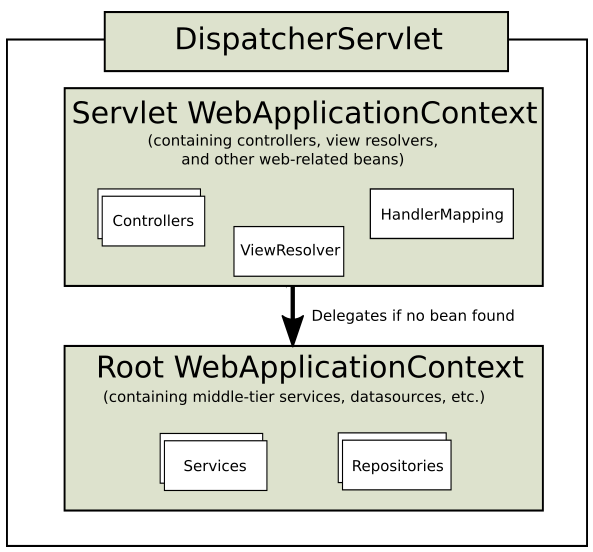 DispatcherServlet
Servlet WebApplicationContext
(containing controllers, view resolvers,
and other web-related beans)
Controllers
ViewResolver
HandlerMapping
Delegates if no bean found
Root WebApplicationContext
(containing middle-tier services, datasources, etc.)
Services
Repositories